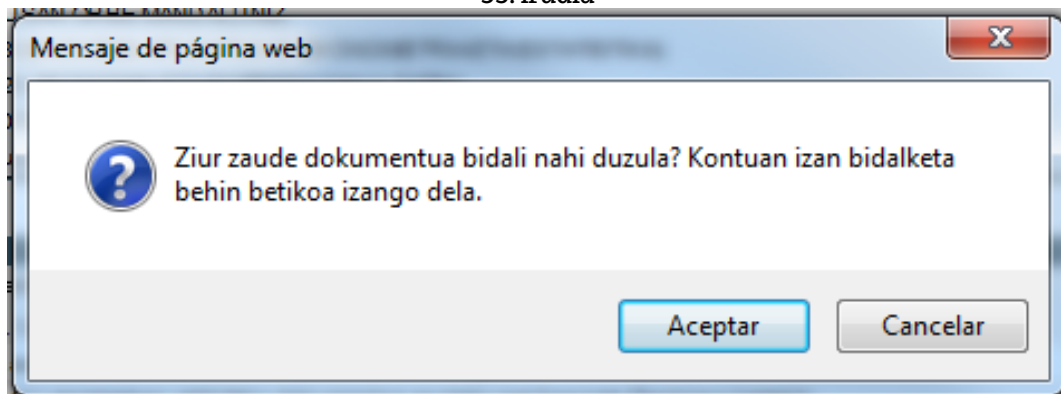 Mensaje de página web
Ziur zaude dokumentua bidali nahi duzula? Kontuan izan bidalketa
behin betikoa izango dela.
Aceptar
Cancelar